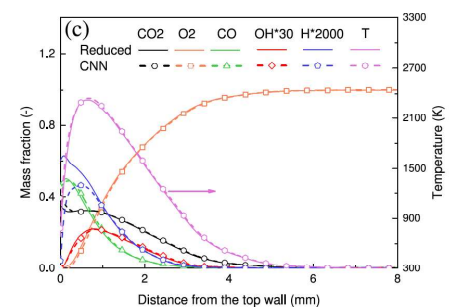 (c)
CO2 O2 CO OH*30 H*2000 T
Reduced
CNN
Mass fraction (-)
1.2
0.8
0.4
0.0
3300
2700
2100
1500
900
300
Temperature (K)
0 2 4 6 8
Distance from the top wall (mm)